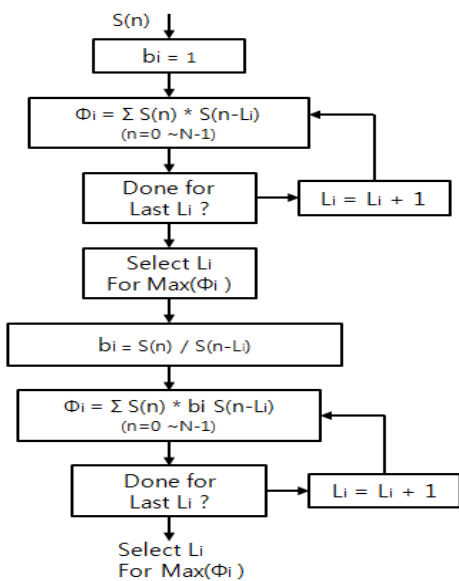 S(n)
bi = 1
Φi = Σ S(n) * S(n-Li)
(n=0 ~N-1)
Done for
Last Li ?
Li = Li + 1
Select Li
For Max(Φi )
bi = S(n) / S(n-Li)
Φi = Σ S(n) * bi S(n-Li)
(n=0 ~N-1)
Done for
Last Li ?
Li = Li + 1
Select Li
For Max(Φi )